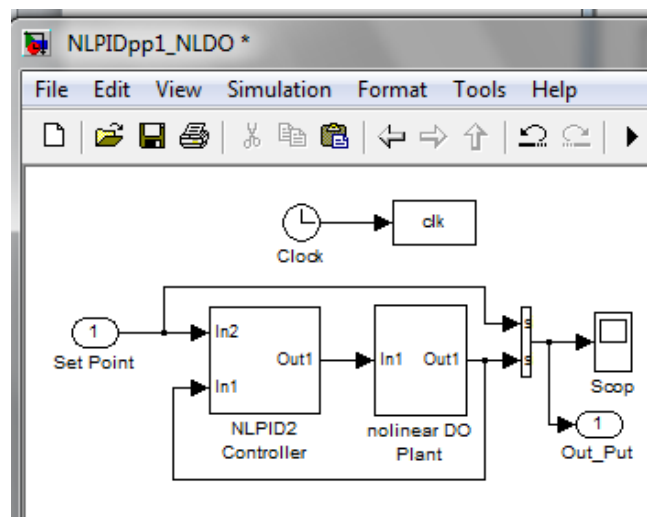 NLPIDpp1_NLDO *
File Edit View Simulation Format Tools Help
clk
Clock
1
Set Point
In2
In1
Out1
NLPID2
Controller
In1 Out1
nolinear DO
Plant
s
s
Scop
1
Out_Put